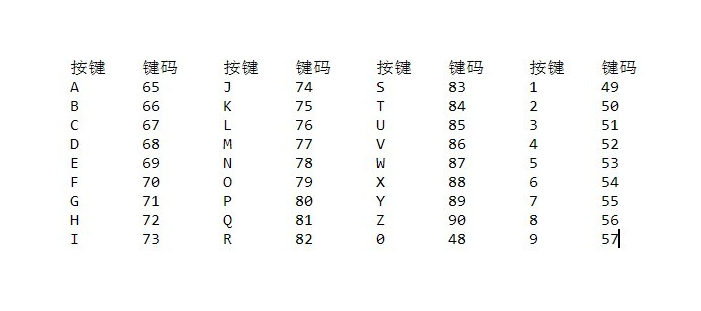 按键 键码 按键 键码 按键 键码 按键 键码
A 65 J 74 S 83 1 49
B 66 K 75 T 84 2 50
C 67 L 76 U 85 3 51
D 68 M 77 V 86 4 52
E 69 N 78 W 87 5 53
F 70 O 79 X 88 6 54
G 71 P 80 Y 89 7 55
H 72 Q 81 Z 90 8 56
I 73 R 82 0 48 9 57